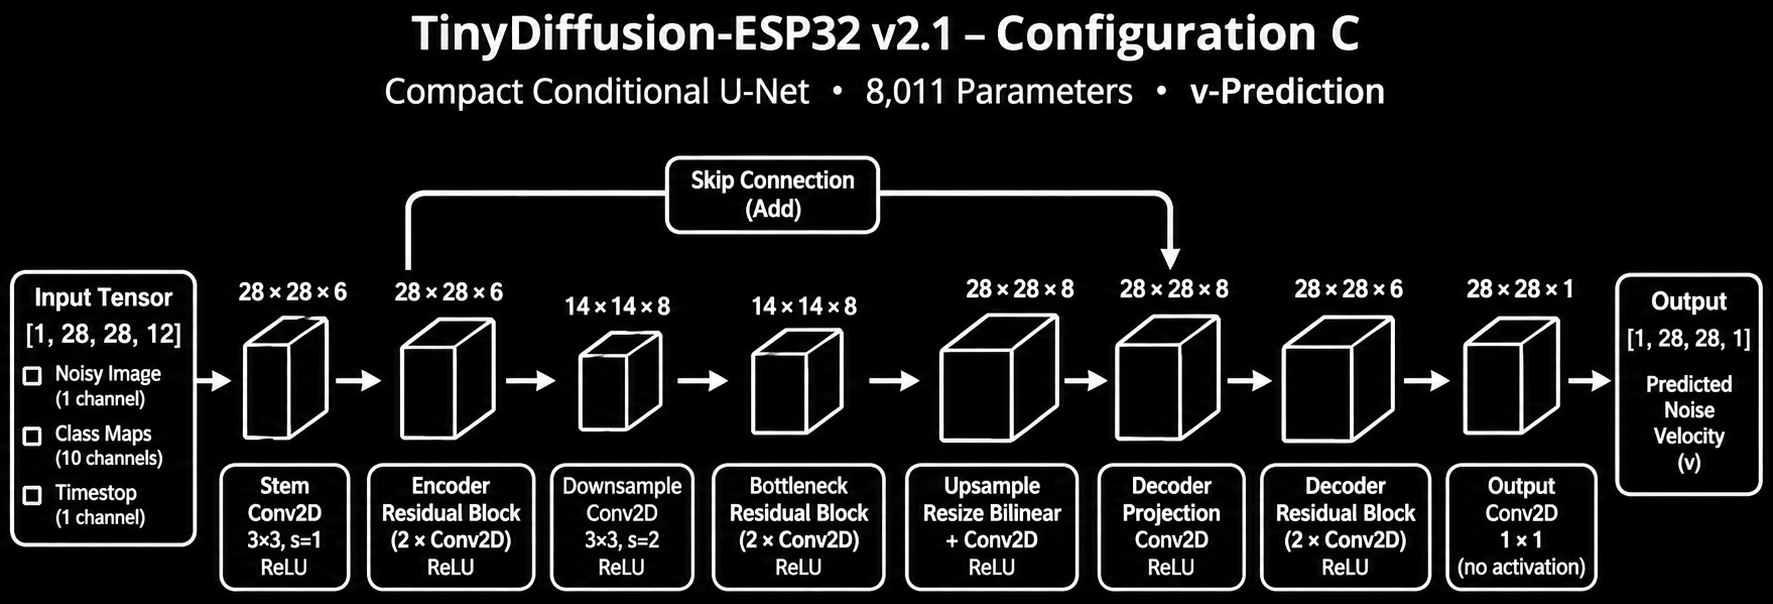 TinyDiffusion-ESP32 v2.1 – Configuration C
Compact Conditional U-Net • 8,011 Parameters • v-Prediction
Skip Connection
(Add)
Input Tensor
[1, 28, 28, 12]
Noisy Image
(1 channel)
Class Maps
(10 channels)
Timestop
(1 channel)
28 × 28 × 6
Stem
Conv2D
3×3, s=1
ReLU
28 × 28 × 6
Encoder
Residual Block
(2 × Conv2D)
ReLU
14 × 14 × 8
Downsample
Conv2D
3×3, s=2
ReLU
14 × 14 × 8
Bottleneck
Residual Block
(2 × Conv2D)
ReLU
28 × 28 × 8
Upsample
Resize Bilinear
+ Conv2D
ReLU
28 × 28 × 8
Decoder
Projection
Conv2D
ReLU
28 × 28 × 6
Decoder
Residual Block
(2 × Conv2D)
ReLU
28 × 28 × 1
Output
Conv2D
1 × 1
(no activation)
Output
[1, 28, 28, 1]
Predicted
Noise
Velocity
(v)